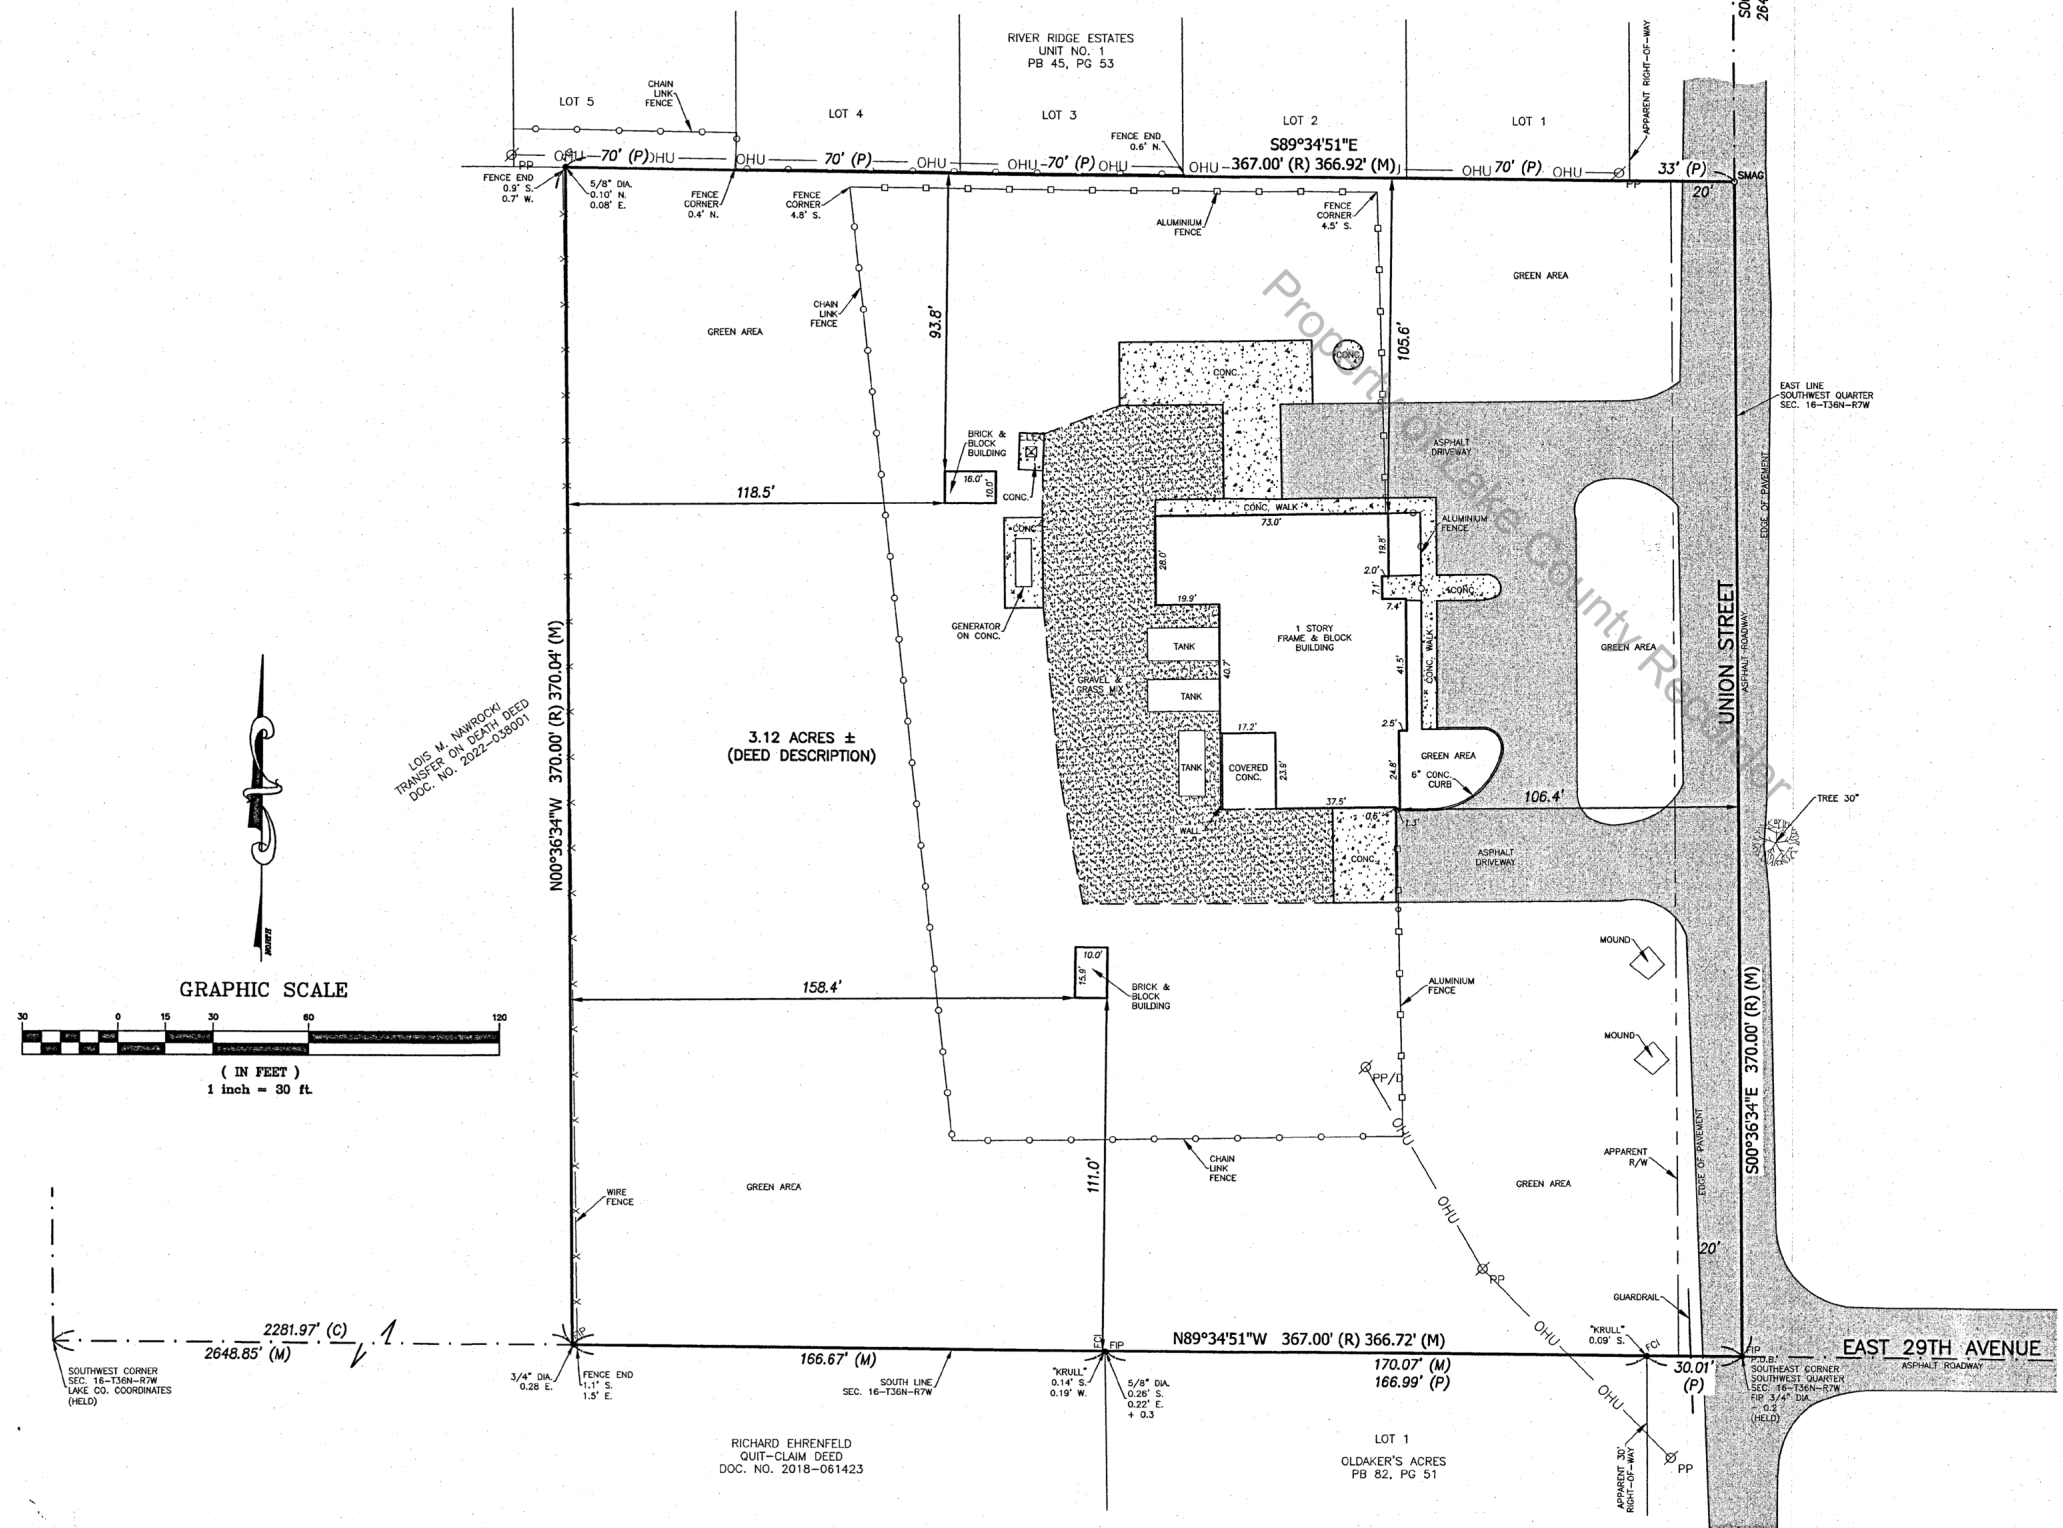 RIVER RIDGE ESTATES
UNIT NO. 1
PB 45, PG 53
APPARENT RIGHT-OF-WAY
CHAIN
LINK
FENCE
LOT 5
LOT 4
LOT 3
LOT 2
LOT 1
FENCE END
0.6' N.
S89°34'51"E
367.00' (R) 366.92' (M)
PP
OHU
70' (P)
OHU
OHU
70' (P)
OHU
OHU
70' (P)
OHU
OHU
OHU
70' (P)
OHU
PP
33' (P)
SMAG
20'
FENCE END
0.9' S.
0.7' W.
5/8" DIA.
0.10' N.
0.08' E.
FENCE
CORNER
0.4' N.
FENCE
CORNER
4.8' S.
ALUMINIUM
FENCE
FENCE
CORNER
4.5' S.
GREEN AREA
CHAIN
LINK
FENCE
GREEN AREA
93.8'
105.6'
CONC.
CONC.
EAST LINE
SOUTHWEST QUARTER
SEC. 16-T36N-R7W
Property of Lake County Recorder
BRICK &
BLOCK
BUILDING
16.0'
10.0'
ELEC
CONC.
118.5'
ASPHALT
DRIVEWAY
EDGE OF PAVEMENT
CONC. WALK
73.0'
ALUMINIUM
FENCE
CONC.
28.0'
19.8'
2.0'
7.1'
7.4'
CONC.
19.9'
GENERATOR
ON CONC.
1 STORY
FRAME & BLOCK
BUILDING
TANK
TANK
TANK
40.7'
41.5'
CONC. WALK
GREEN AREA
UNION STREET
ASPHALT ROADWAY
GRAVEL &
GRASS MIX
N00°36'34"W 370.00' (R) 370.04' (M)
LOIS M. NAWROCKI
TRANSFER ON DEATH DEED
DOC. NO. 2022-038001
3.12 ACRES ±
(DEED DESCRIPTION)
17.2'
COVERED
CONC.
23.9'
2.5'
24.8'
GREEN AREA
6" CONC.
CURB
106.4'
37.5'
0.6'
1.3'
WALL
CONC.
ASPHALT
DRIVEWAY
TREE 30"
NORTH
GRAPHIC SCALE
30 0 15 30 60 120
( IN FEET )
1 inch = 30 ft.
MOUND
10.0'
15.9'
BRICK &
BLOCK
BUILDING
158.4'
ALUMINIUM
FENCE
MOUND
PP/D
OHU
S00°36'34"E 370.00' (R) (M)
EDGE OF PAVEMENT
APPARENT
R/W
CHAIN
LINK
FENCE
111.0'
GREEN AREA
GREEN AREA
WIRE
FENCE
OHU
PP
20'
GUARDRAIL
OHU
OHU
PP
2281.97' (C)
2648.85' (M)
SOUTHWEST CORNER
SEC. 16-T36N-R7W
LAKE CO. COORDINATES
(HELD)
FIP
3/4" DIA.
0.28 E.
FENCE END
1.1' S.
1.5' E.
166.67' (M)
SOUTH LINE
SEC. 16-T36N-R7W
FCI
FIP
"KRULL"
0.14' S.
0.19' W.
5/8" DIA.
0.26' S.
0.22' E.
+ 0.3
N89°34'51"W 367.00' (R) 366.72' (M)
170.07' (M)
166.99' (P)
"KRULL"
0.09' S.
FCI
30.01'
(P)
FIP
P.O.B.
SOUTHEAST CORNER
SOUTHWEST QUARTER
SEC. 16-T36N-R7W
FIP 3/4" DIA.
- 0.2
(HELD)
EAST 29TH AVENUE
ASPHALT ROADWAY
RICHARD EHRENFELD
QUIT-CLAIM DEED
DOC. NO. 2018-061423
LOT 1
OLDAKER'S ACRES
PB 82, PG 51
APPARENT 30'
RIGHT-OF-WAY